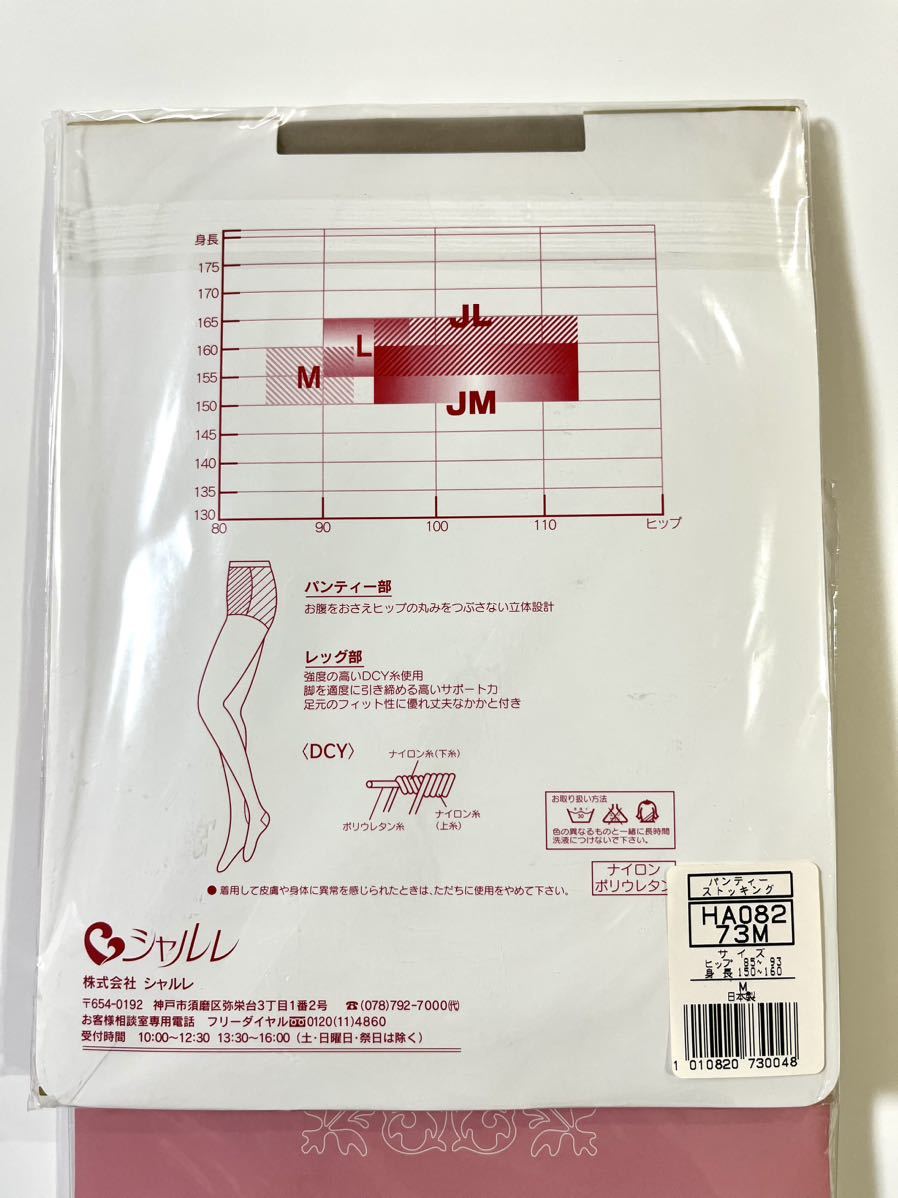 身長
175
170
165
160
155
150
145
140
135
130
80
90
100
110
ヒップ
JL
L
M
JM
パンティー部
お腹をおさえヒップの丸みをつぶさない立体設計
レッグ部
強度の高いDCY糸使用
脚を適度に引き締める高いサポート力
足元のフィット性に優れ丈夫なかかと付き
〈DCY〉
ナイロン糸(下糸)
ポリウレタン糸
ナイロン糸
(上糸)
お取り扱い方法
30
色の異なるものと一緒に長時間
洗液につけないで下さい。
ナイロン
ポリウレタン
●着用して皮膚や身体に異常を感じられたときは、ただちに使用をやめて下さい。
シャルレ
株式会社 シャルレ
〒654-0192 神戸市須磨区弥栄台3丁目1番2号 ☎(078)792-7000(代)
お客様相談室専用電話 フリーダイヤル 0120(11)4860
受付時間 10:00~12:30 13:30~16:00 (土・日曜日・祭日は除く)
パンティー
ストッキング
HA082
73M
サイズ
ヒップ 85~93
身長150~160
M
日本製
1 010820 730048